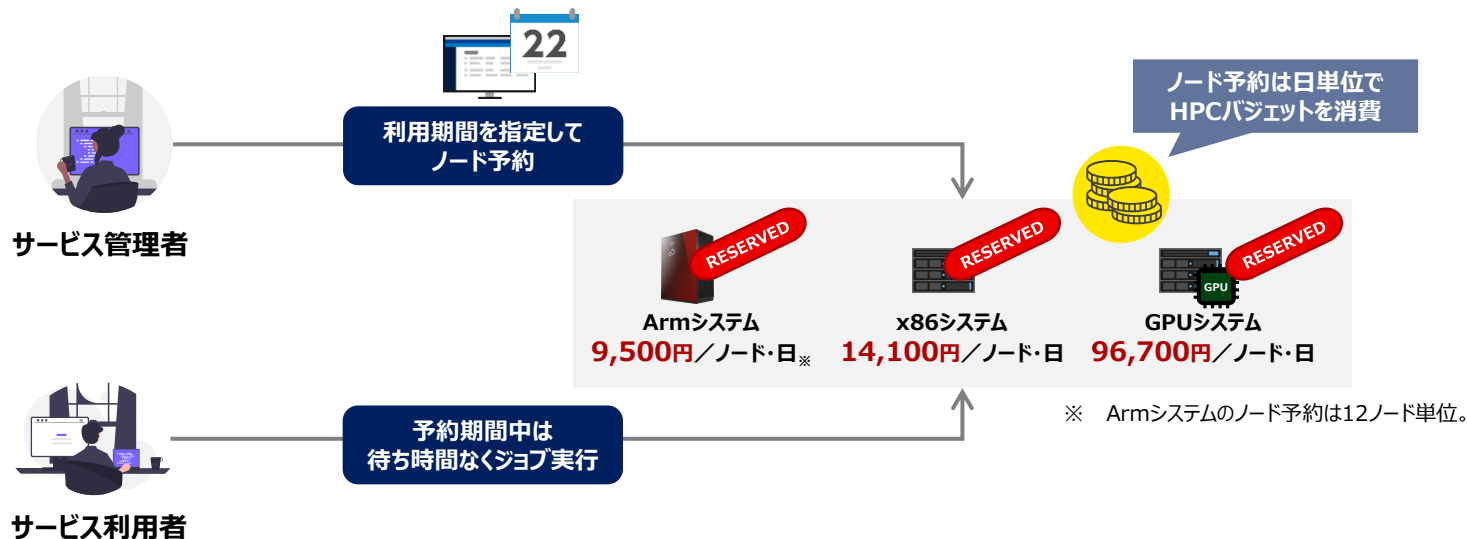 22
利用期間を指定して
ノード予約
ノード予約は日単位で
HPCバジェットを消費
サービス管理者
RESERVED
RESERVED
RESERVED
GPU
Armシステム
9,500円／ノード・日※
x86システム
14,100円／ノード・日
GPUシステム
96,700円／ノード・日
※　Armシステムのノード予約は12ノード単位。
予約期間中は
待ち時間なくジョブ実行
サービス利用者